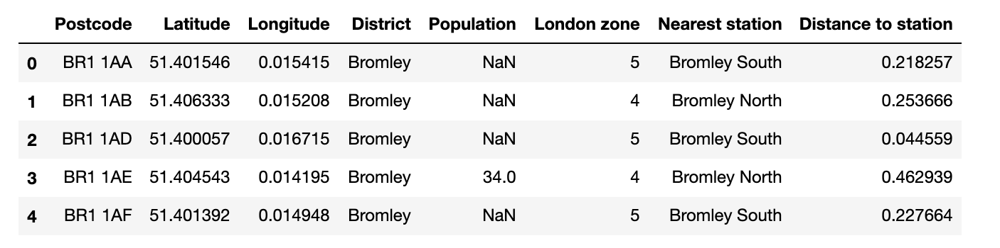 Postcode Latitude Longitude District Population London zone Nearest station Distance to station
0 BR1 1AA 51.401546 0.015415 Bromley NaN 5 Bromley South 0.218257
1 BR1 1AB 51.406333 0.015208 Bromley NaN 4 Bromley North 0.253666
2 BR1 1AD 51.400057 0.016715 Bromley NaN 5 Bromley South 0.044559
3 BR1 1AE 51.404543 0.014195 Bromley 34.0 4 Bromley North 0.462939
4 BR1 1AF 51.401392 0.014948 Bromley NaN 5 Bromley South 0.227664